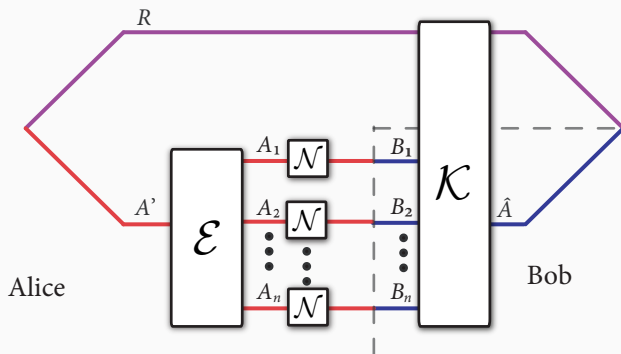 R
A'
ℰ
A₁
𝒩
B₁
A₂
𝒩
B₂
Aₙ
𝒩
Bₙ
𝒦
Â
Alice
Bob